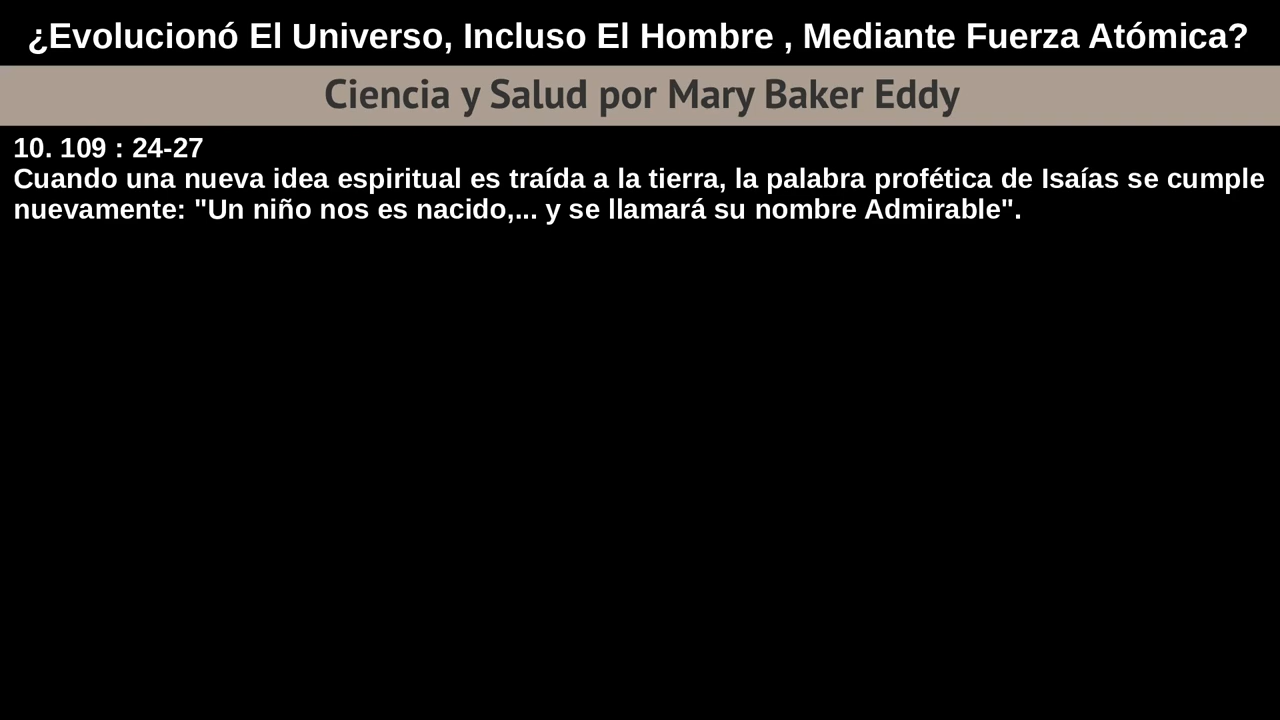 ¿Evolucionó El Universo, Incluso El Hombre , Mediante Fuerza Atómica?
Ciencia y Salud por Mary Baker Eddy
10. 109 : 24-27
Cuando una nueva idea espiritual es traída a la tierra, la palabra profética de Isaías se cumple
nuevamente: "Un niño nos es nacido,... y se llamará su nombre Admirable".